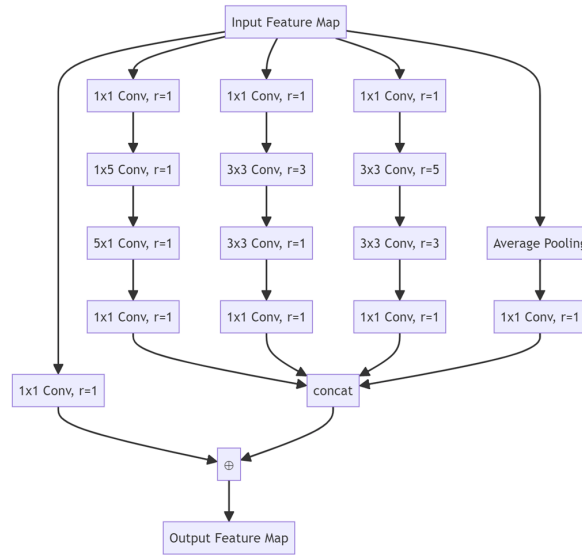 Input Feature Map
1x1 Conv, r=1
1x1 Conv, r=1
1x1 Conv, r=1
1x5 Conv, r=1
3x3 Conv, r=3
3x3 Conv, r=5
5x1 Conv, r=1
3x3 Conv, r=1
3x3 Conv, r=3
Average Pooling
1x1 Conv, r=1
1x1 Conv, r=1
1x1 Conv, r=1
1x1 Conv, r=1
1x1 Conv, r=1
concat
⊕
Output Feature Map